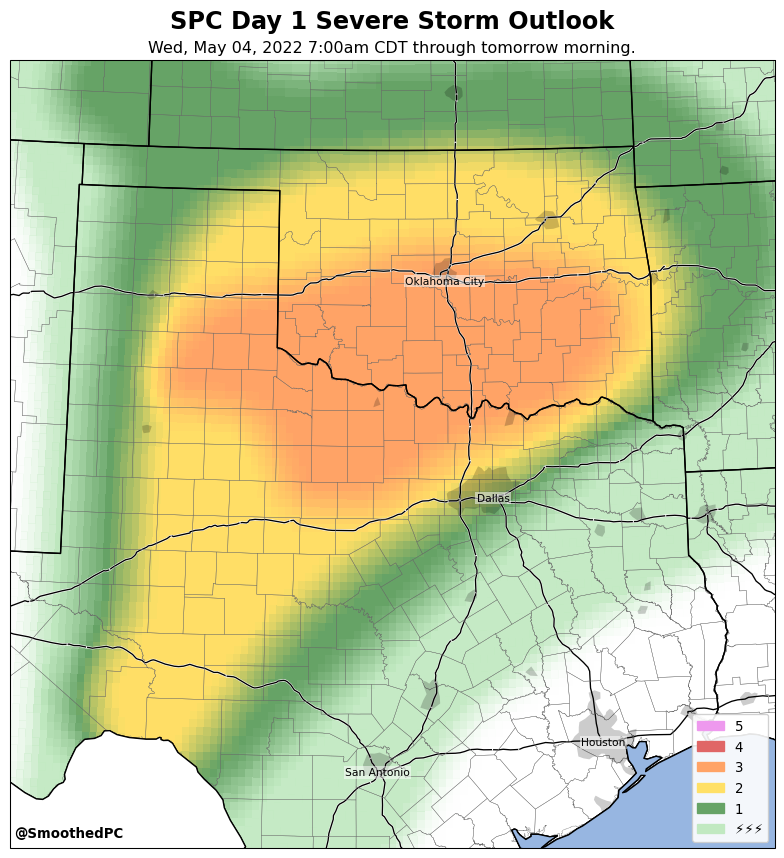 SPC Day 1 Severe Storm Outlook
Wed, May 04, 2022 7:00am CDT through tomorrow morning.
Oklahoma City
Dallas
Houston
San Antonio
5
4
3
2
1
⚡⚡⚡
@SmoothedPC